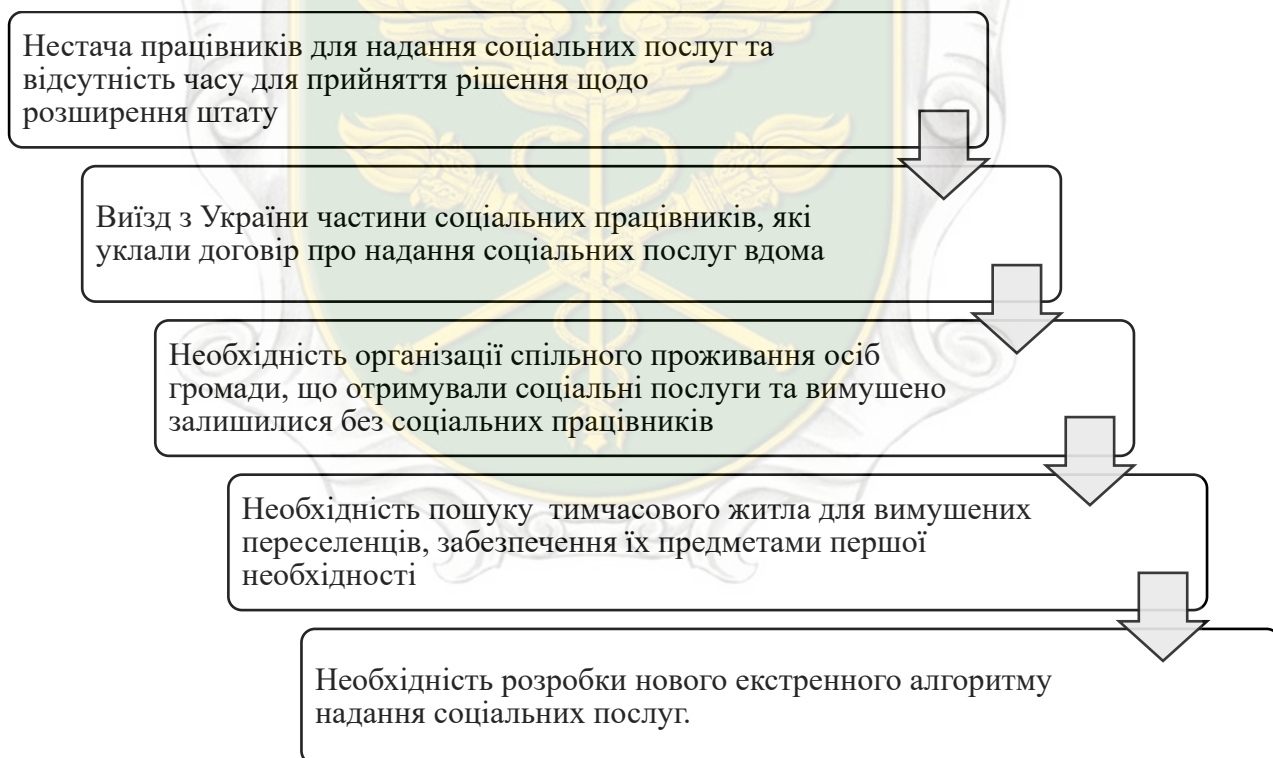 Нестача працівників для надання соціальних послуг та
відсутність часу для прийняття рішення щодо
розширення штату
Виїзд з України частини соціальних працівників, які
уклали договір про надання соціальних послуг вдома
Необхідність організації спільного проживання осіб
громади, що отримували соціальні послуги та вимушено
залишилися без соціальних працівників
Необхідність пошуку тимчасового житла для вимушених
переселенців, забезпечення їх предметами першої
необхідності
Необхідність розробки нового екстренного алгоритму
надання соціальних послуг.